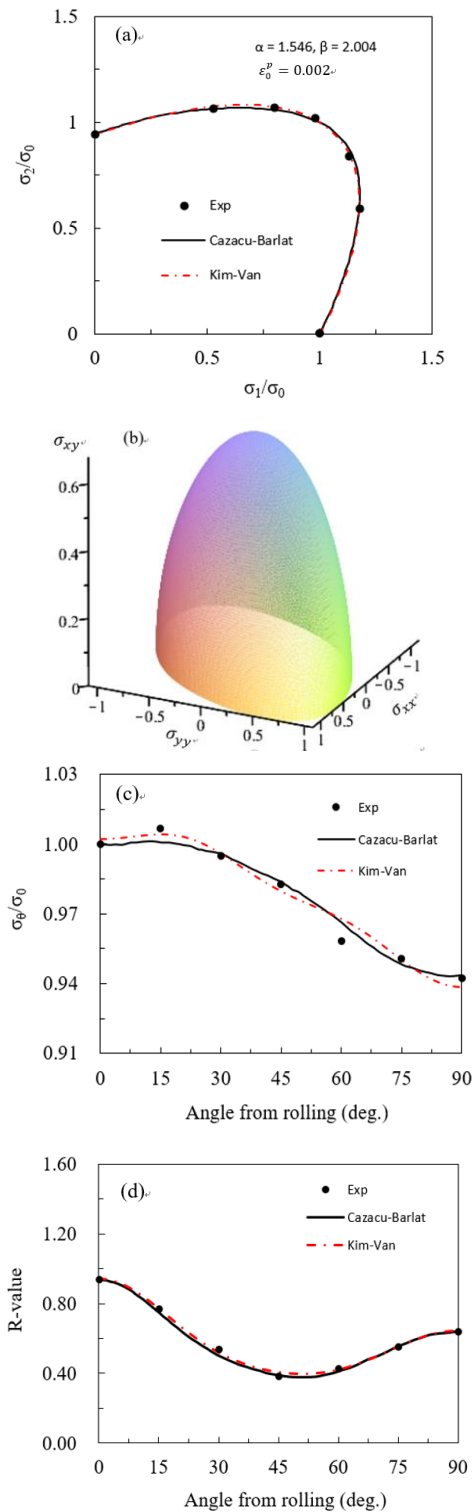 (a)
α = 1.546, β = 2.004
ε₀ᵖ = 0.002
1.5
1
0.5
0
σ₂/σ₀
Exp
Cazacu-Barlat
Kim-Van
0
0.5
1
1.5
σ₁/σ₀
(b)
σxy
0.6
0.4
0.2
0
−1
−0.5
0
0.5
1
σyy
1
0.5
0
−0.5
−1
σxx
(c)
1.03
1.00
0.97
0.94
0.91
σθ/σ₀
Exp
Cazacu-Barlat
Kim-Van
0
15
30
45
60
75
90
Angle from rolling (deg.)
(d)
1.60
1.20
0.80
0.40
0.00
R-value
Exp
Cazacu-Barlat
Kim-Van
0
15
30
45
60
75
90
Angle from rolling (deg.)